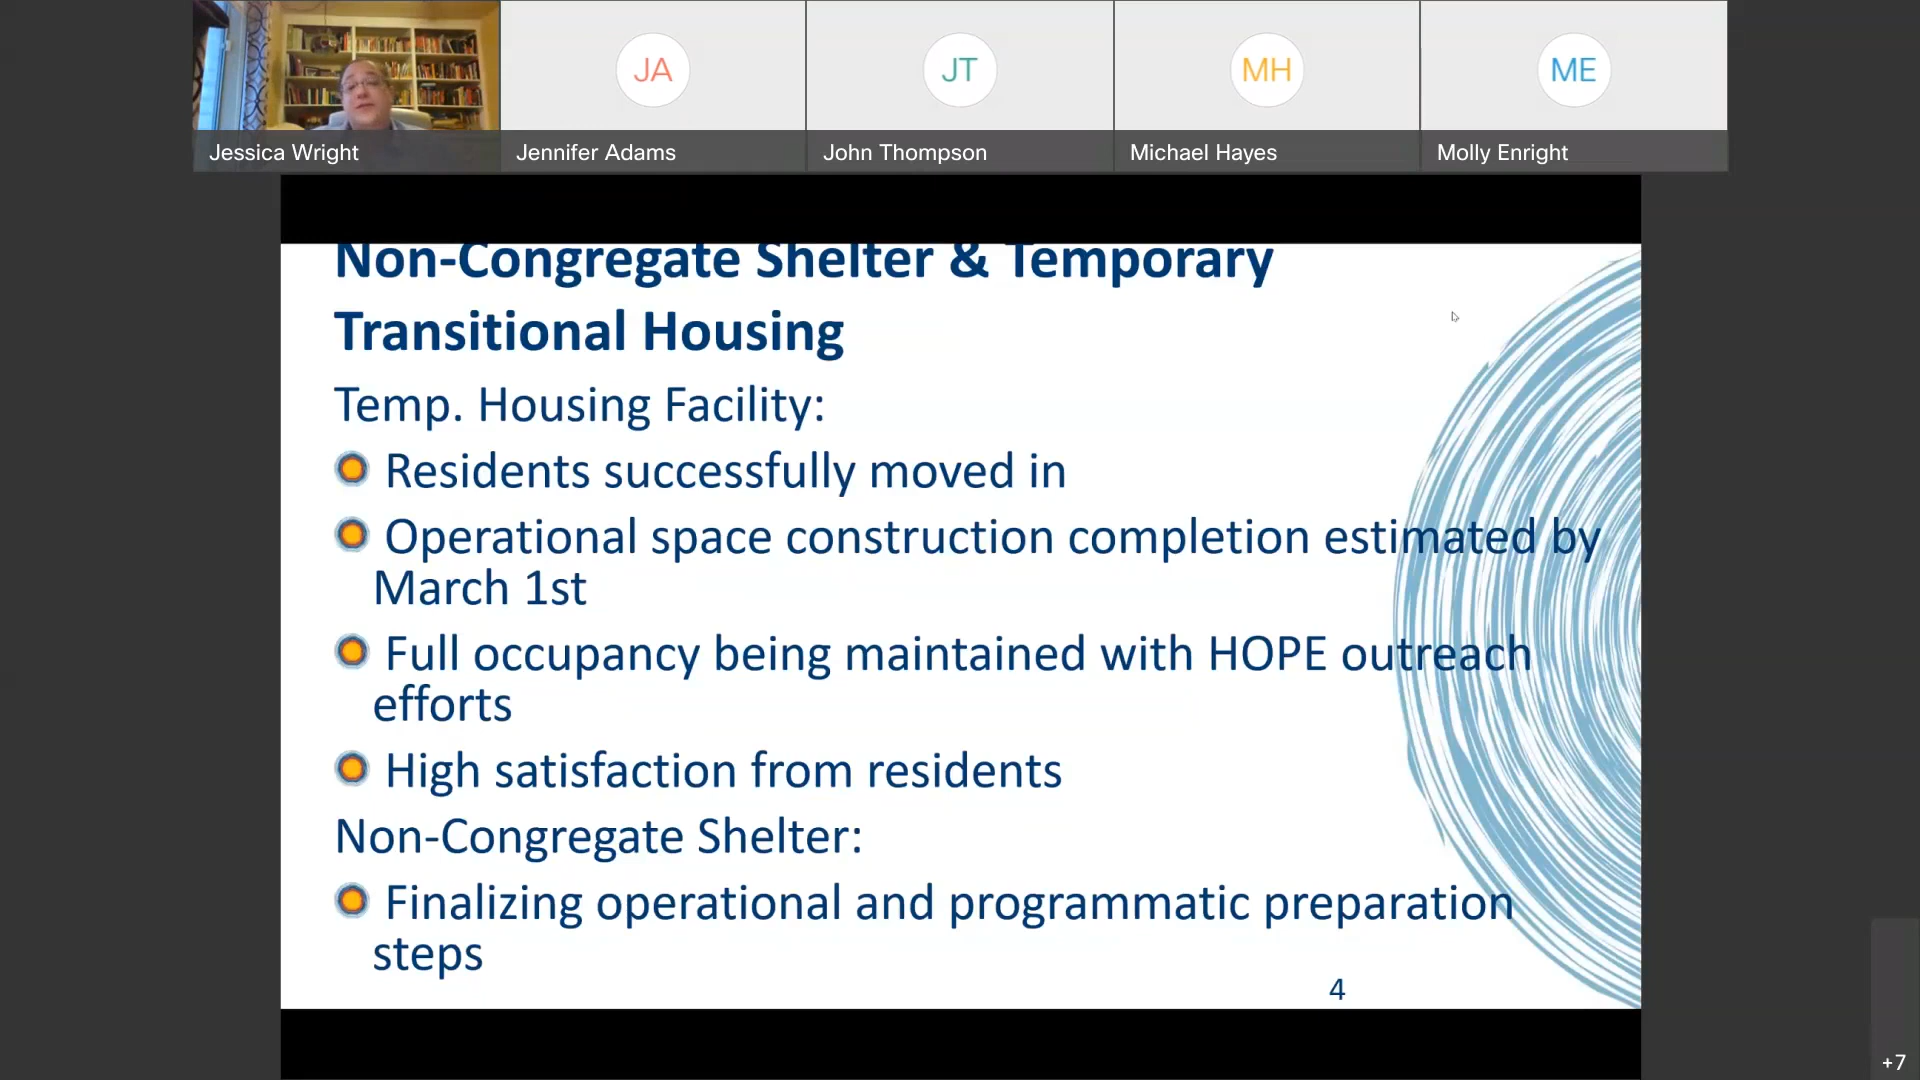 JA
JT
MH
ME
Jessica Wright
Jennifer Adams
John Thompson
Michael Hayes
Molly Enright
Non-Congregate Shelter & Temporary
Transitional Housing
Temp. Housing Facility:
Residents successfully moved in
Operational space construction completion estimated by
March 1st
Full occupancy being maintained with HOPE outreach
efforts
High satisfaction from residents
Non-Congregate Shelter:
Finalizing operational and programmatic preparation
steps
4
+7